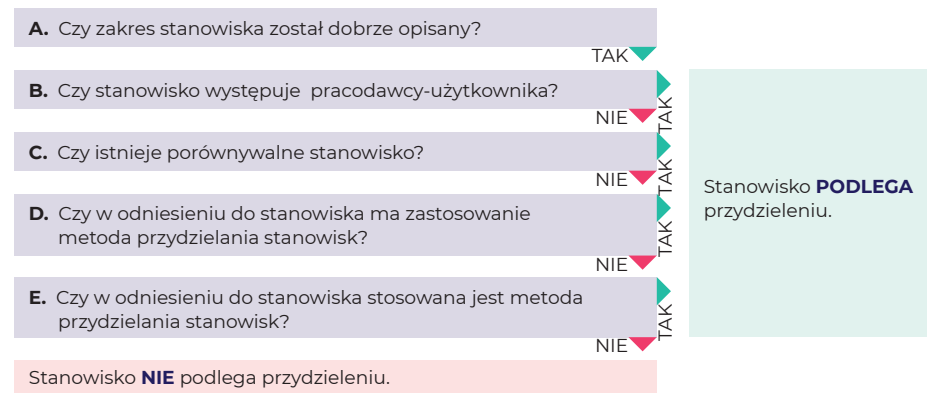 A. Czy zakres stanowiska został dobrze opisany?
TAK
B. Czy stanowisko występuje pracodawcy-użytkownika?
TAK
NIE
C. Czy istnieje porównywalne stanowisko?
TAK
NIE
D. Czy w odniesieniu do stanowiska ma zastosowanie
metoda przydzielania stanowisk?
TAK
NIE
E. Czy w odniesieniu do stanowiska stosowana jest metoda
przydzielania stanowisk?
TAK
NIE
Stanowisko PODLEGA
przydzieleniu.
Stanowisko NIE podlega przydzieleniu.